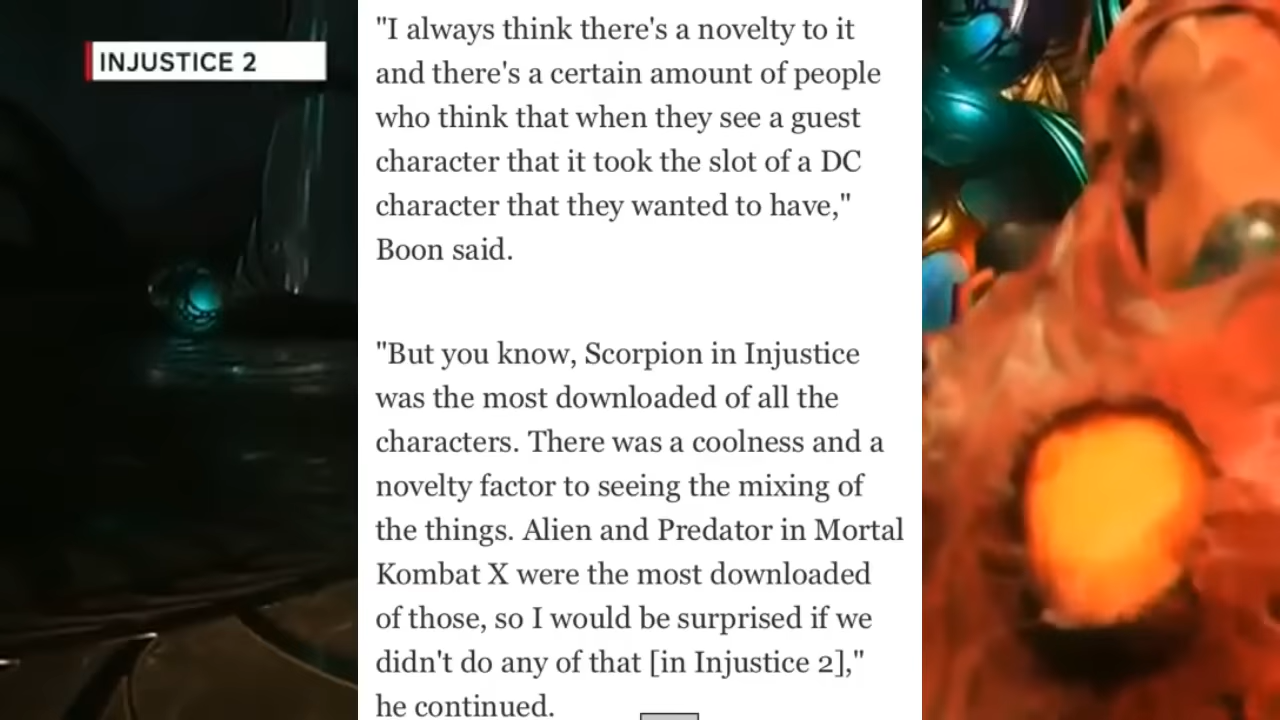 INJUSTICE 2
"I always think there's a novelty to it
and there's a certain amount of people
who think that when they see a guest
character that it took the slot of a DC
character that they wanted to have,"
Boon said.
"But you know, Scorpion in Injustice
was the most downloaded of all the
characters. There was a coolness and a
novelty factor to seeing the mixing of
the things. Alien and Predator in Mortal
Kombat X were the most downloaded
of those, so I would be surprised if we
didn't do any of that [in Injustice 2],"
he continued.